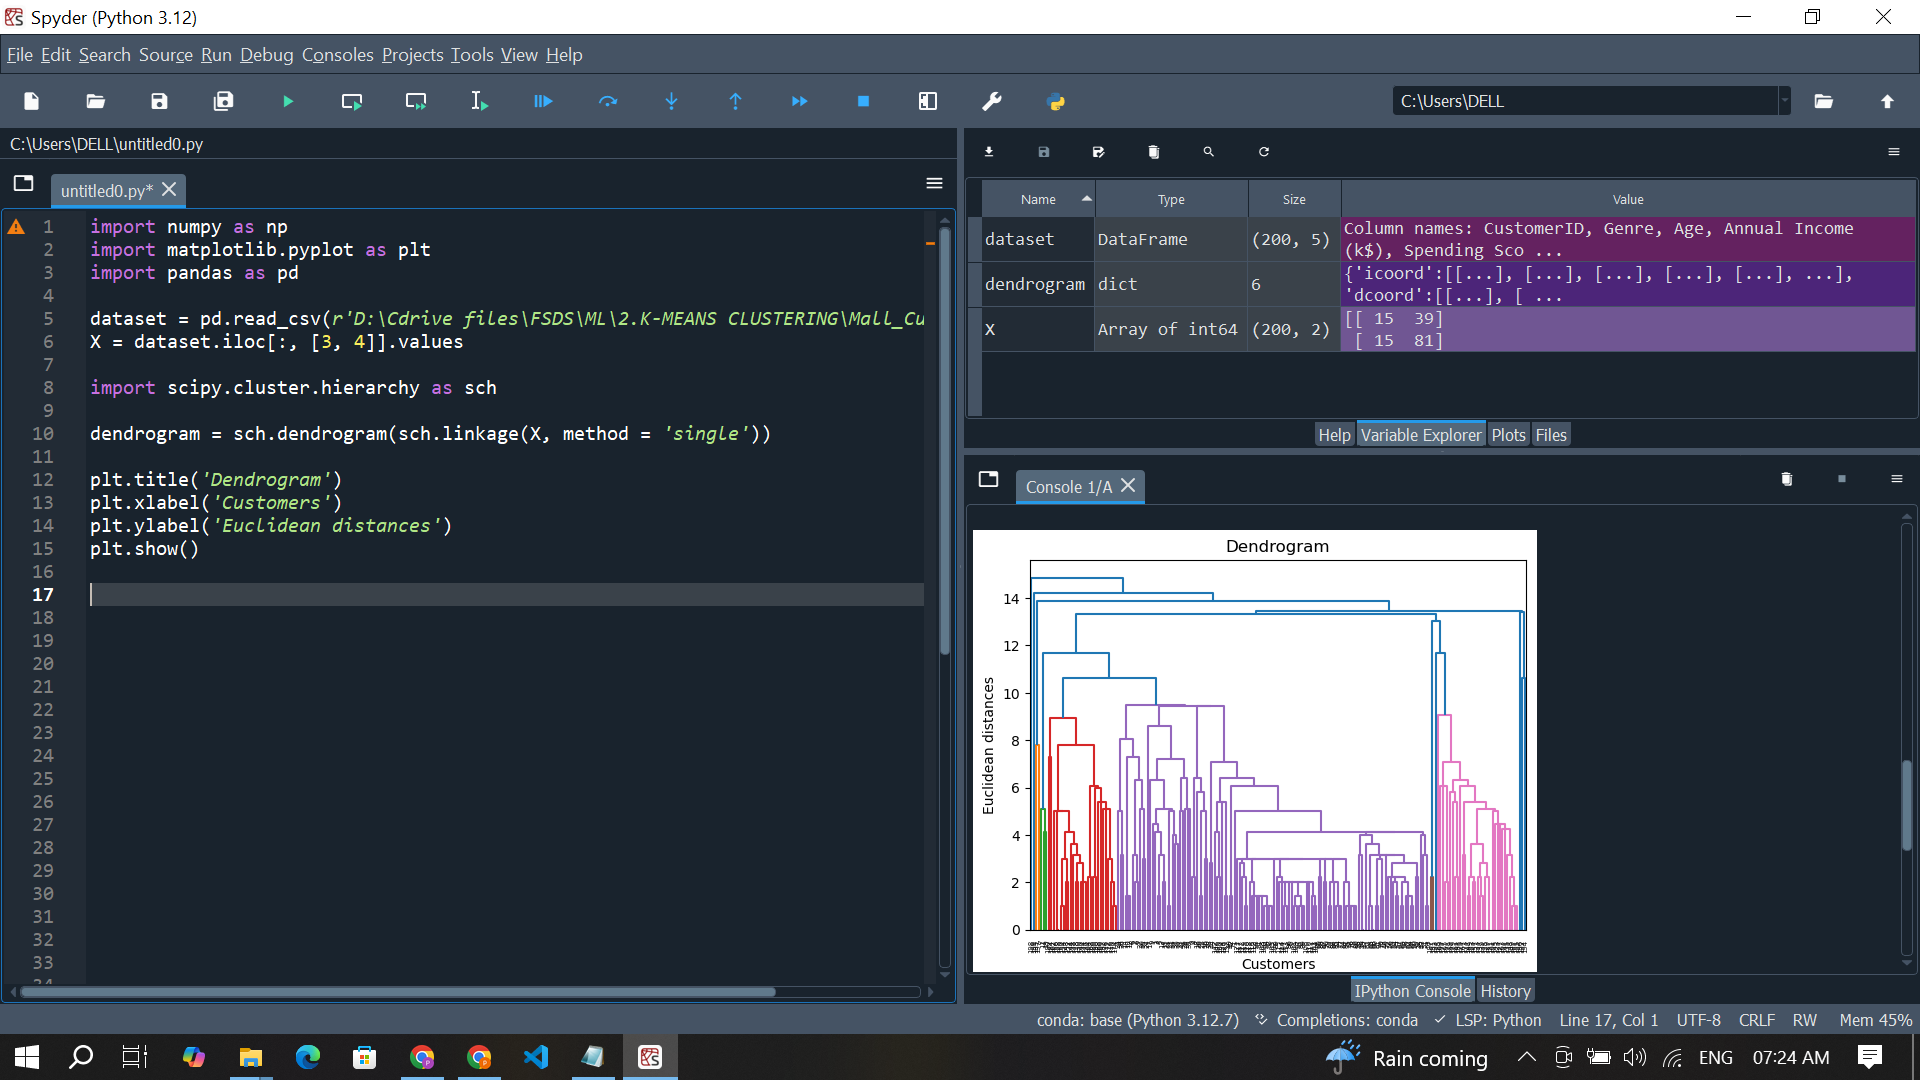 Spyder (Python 3.12)
File Edit Search Source Run Debug Consoles Projects Tools View Help
C:\Users\DELL
C:\Users\DELL\untitled0.py
untitled0.py*
1 import numpy as np
2 import matplotlib.pyplot as plt
3 import pandas as pd
4
5 dataset = pd.read_csv(r'D:\Cdrive files\FSDS\ML\2.K-MEANS CLUSTERING\Mall_Cu
6 X = dataset.iloc[:, [3, 4]].values
7
8 import scipy.cluster.hierarchy as sch
9
10 dendrogram = sch.dendrogram(sch.linkage(X, method = 'single'))
11
12 plt.title('Dendrogram')
13 plt.xlabel('Customers')
14 plt.ylabel('Euclidean distances')
15 plt.show()
16
17
18
19
20
21
22
23
24
25
26
27
28
29
30
31
32
33
34
Name Type Size Value
dataset DataFrame (200, 5) Column names: CustomerID, Genre, Age, Annual Income
(k$), Spending Sco ...
dendrogram dict 6 {'icoord':[[...], [...], [...], [...], [...], ...],
'dcoord':[[...], [ ...
X Array of int64 (200, 2) [[ 15 39]
[ 15 81]
Help Variable Explorer Plots Files
Console 1/A
Dendrogram
14
12
10
8
6
4
2
0
Euclidean distances
Customers
IPython Console History
conda: base (Python 3.12.7) Completions: conda LSP: Python Line 17, Col 1 UTF-8 CRLF RW Mem 45%
Rain coming ENG 07:24 AM